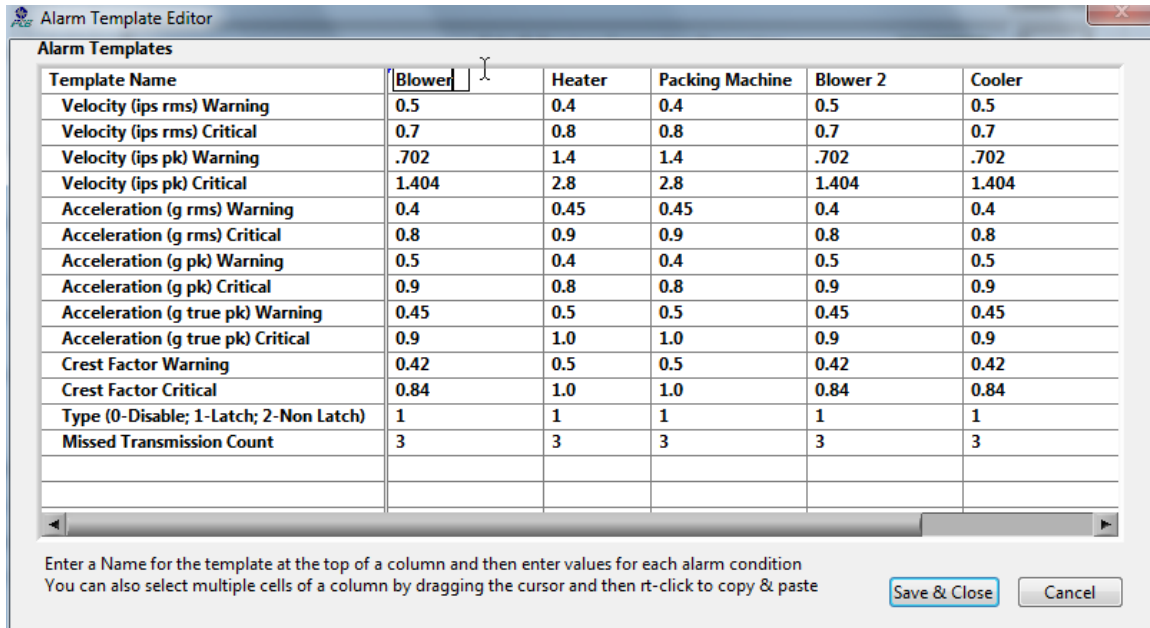 Alarm Template Editor
Alarm Templates
Template Name Blower Heater Packing Machine Blower 2 Cooler
Velocity (ips rms) Warning 0.5 0.4 0.4 0.5 0.5
Velocity (ips rms) Critical 0.7 0.8 0.8 0.7 0.7
Velocity (ips pk) Warning .702 1.4 1.4 .702 .702
Velocity (ips pk) Critical 1.404 2.8 2.8 1.404 1.404
Acceleration (g rms) Warning 0.4 0.45 0.45 0.4 0.4
Acceleration (g rms) Critical 0.8 0.9 0.9 0.8 0.8
Acceleration (g pk) Warning 0.5 0.4 0.4 0.5 0.5
Acceleration (g pk) Critical 0.9 0.8 0.8 0.9 0.9
Acceleration (g true pk) Warning 0.45 0.5 0.5 0.45 0.45
Acceleration (g true pk) Critical 0.9 1.0 1.0 0.9 0.9
Crest Factor Warning 0.42 0.5 0.5 0.42 0.42
Crest Factor Critical 0.84 1.0 1.0 0.84 0.84
Type (0-Disable; 1-Latch; 2-Non Latch) 1 1 1 1 1
Missed Transmission Count 3 3 3 3 3
Enter a Name for the template at the top of a column and then enter values for each alarm condition
You can also select multiple cells of a column by dragging the cursor and then rt-click to copy & paste
Save & Close Cancel